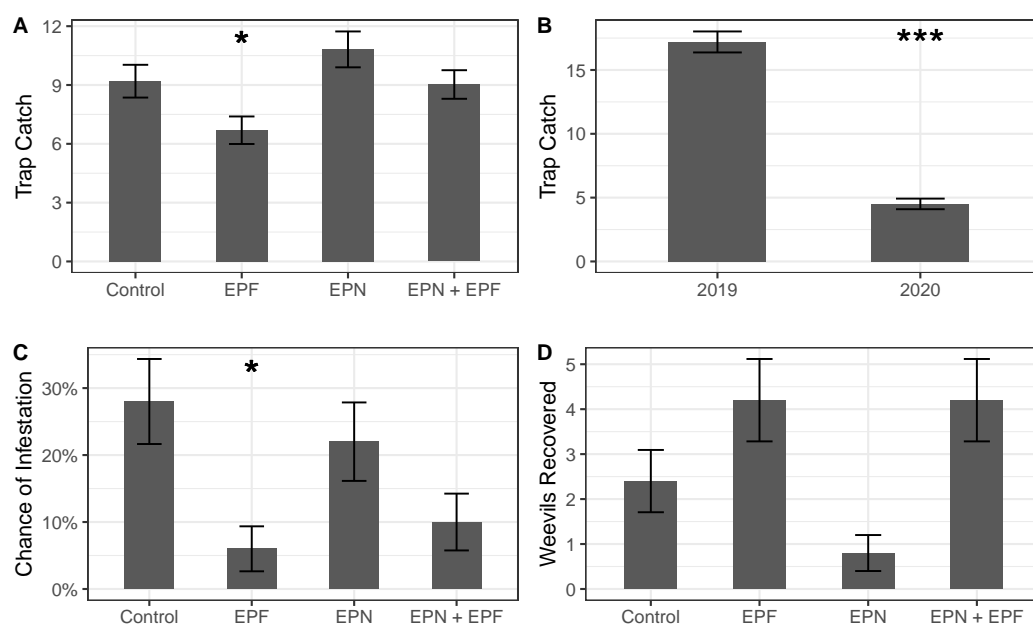 A
*
Trap Catch
12
9
6
3
0
Control EPF EPN EPN + EPF
B
***
Trap Catch
15
10
5
0
2019 2020
C
*
Chance of Infestation
30%
20%
10%
0%
Control EPF EPN EPN + EPF
D
Weevils Recovered
5
4
3
2
1
0
Control EPF EPN EPN + EPF